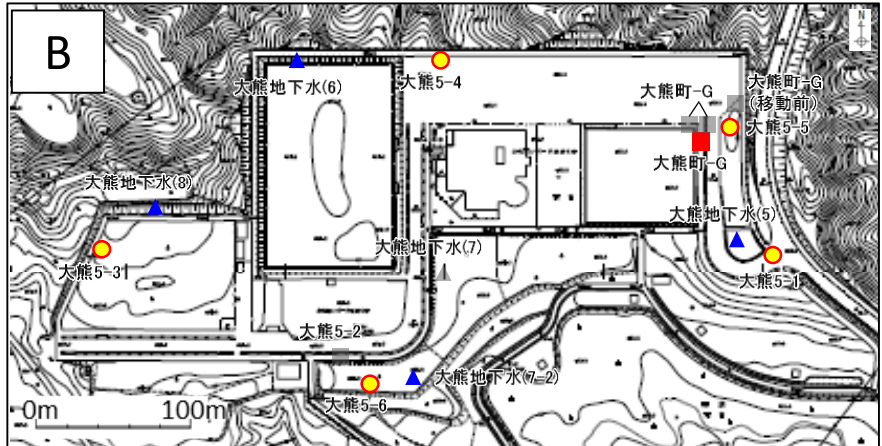 B
N
大熊地下水(6)
大熊5-4
大熊町-G
大熊町-G
(移動前)
大熊5-5
大熊町-G
大熊地下水(8)
大熊地下水(5)
大熊5-3
大熊地下水(7)
大熊5-1
大熊5-2
大熊地下水(7-2)
大熊5-6
0m
100m